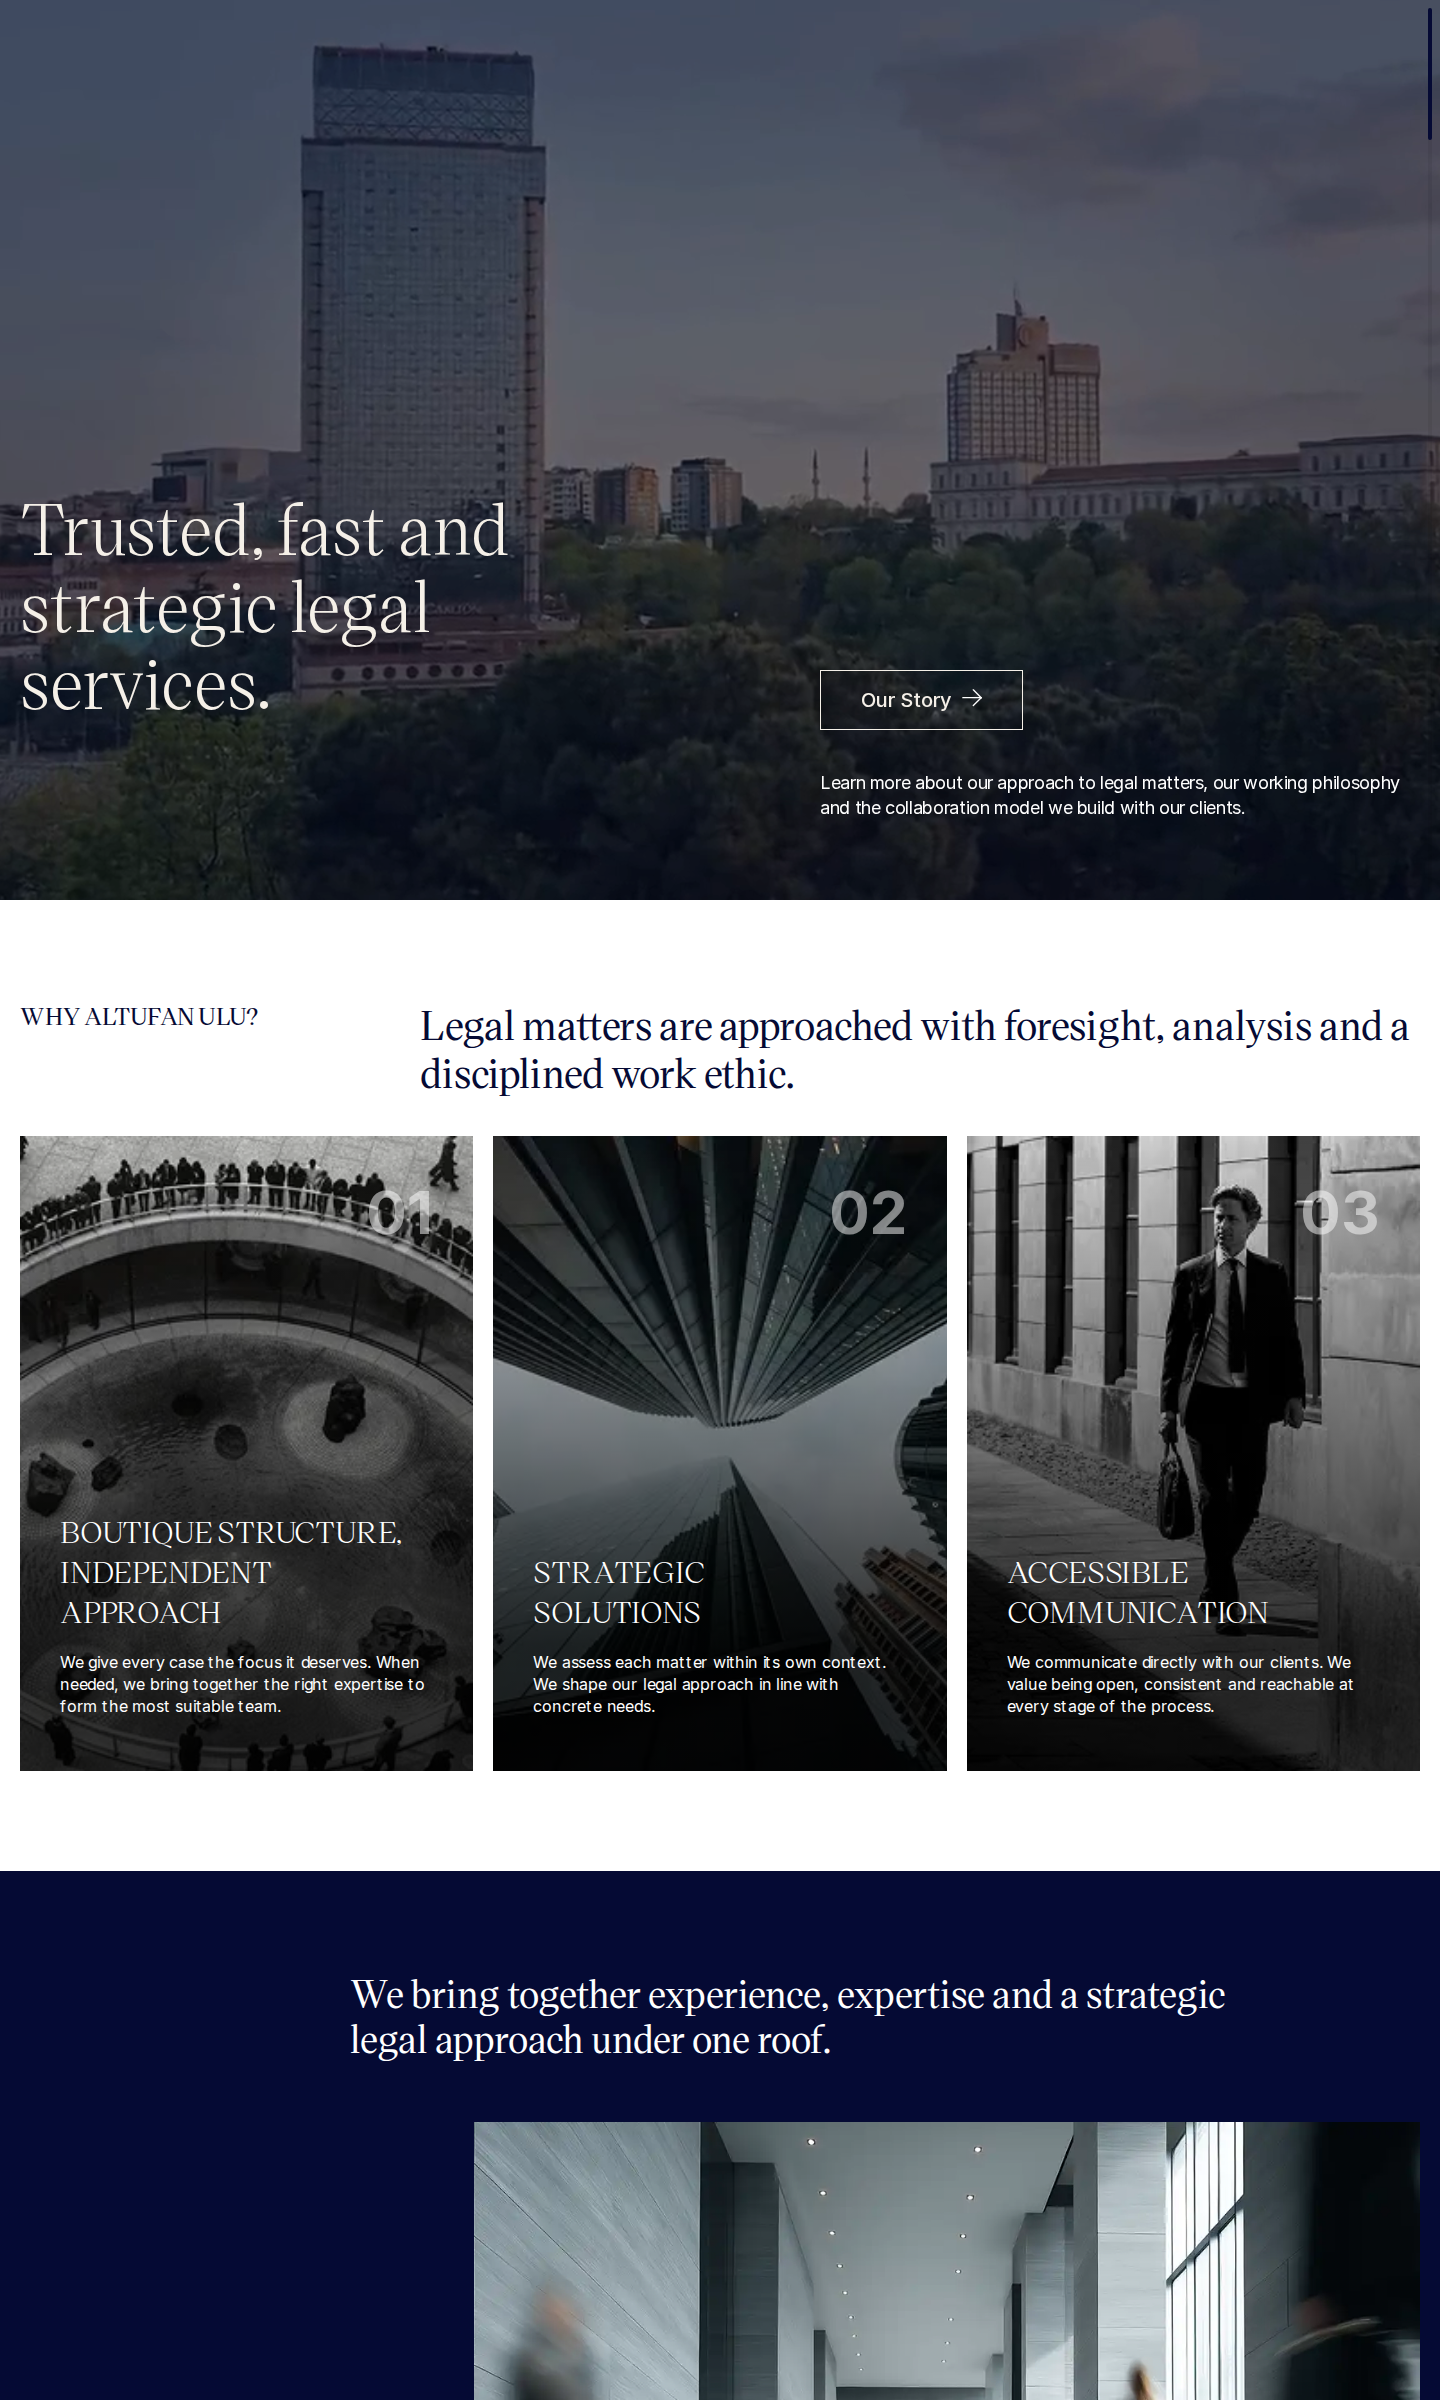 Trusted, fast and
strategic legal
services.
Our Story
Learn more about our approach to legal matters, our working philosophy
and the collaboration model we build with our clients.
WHY ALTUFAN ULU?
Legal matters are approached with foresight, analysis and a
disciplined work ethic.
01
BOUTIQUE STRUCTURE,
INDEPENDENT
APPROACH
We give every case the focus it deserves. When
needed, we bring together the right expertise to
form the most suitable team.
02
STRATEGIC
SOLUTIONS
We assess each matter within its own context.
We shape our legal approach in line with
concrete needs.
03
ACCESSIBLE
COMMUNICATION
We communicate directly with our clients. We
value being open, consistent and reachable at
every stage of the process.
We bring together experience, expertise and a strategic
legal approach under one roof.